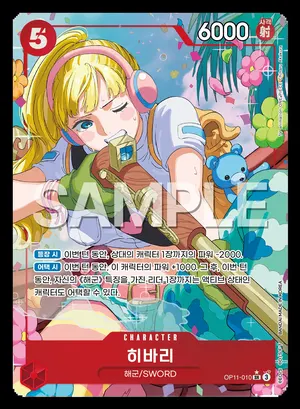 5
6000
사격
射
SAMPLE
등장 시 이번 턴 동안, 상대의 캐릭터 1장까지의 파워 -2000.
어택 시 이번 턴 동안, 이 캐릭터의 파워 +1000. 그 후, 이번 턴
동안, 자신의 《해군》 특징을 가진 리더 1장까지는 액티브 상태인
캐릭터도 어택할 수 있다.
CHARACTER
히바리
해군/SWORD
OP11-010 SR ★ 3